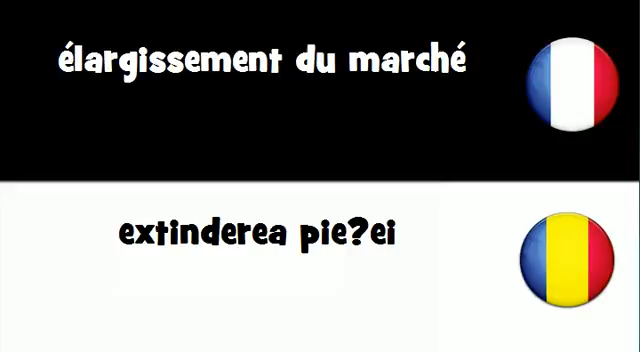 élargissement du marché
extinderea pie?ei